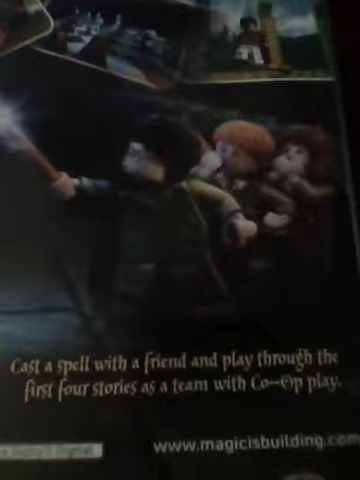 Cast a spell with a friend and play through the
first four stories as a team with Co-Op play.
www.magicisbuilding.com